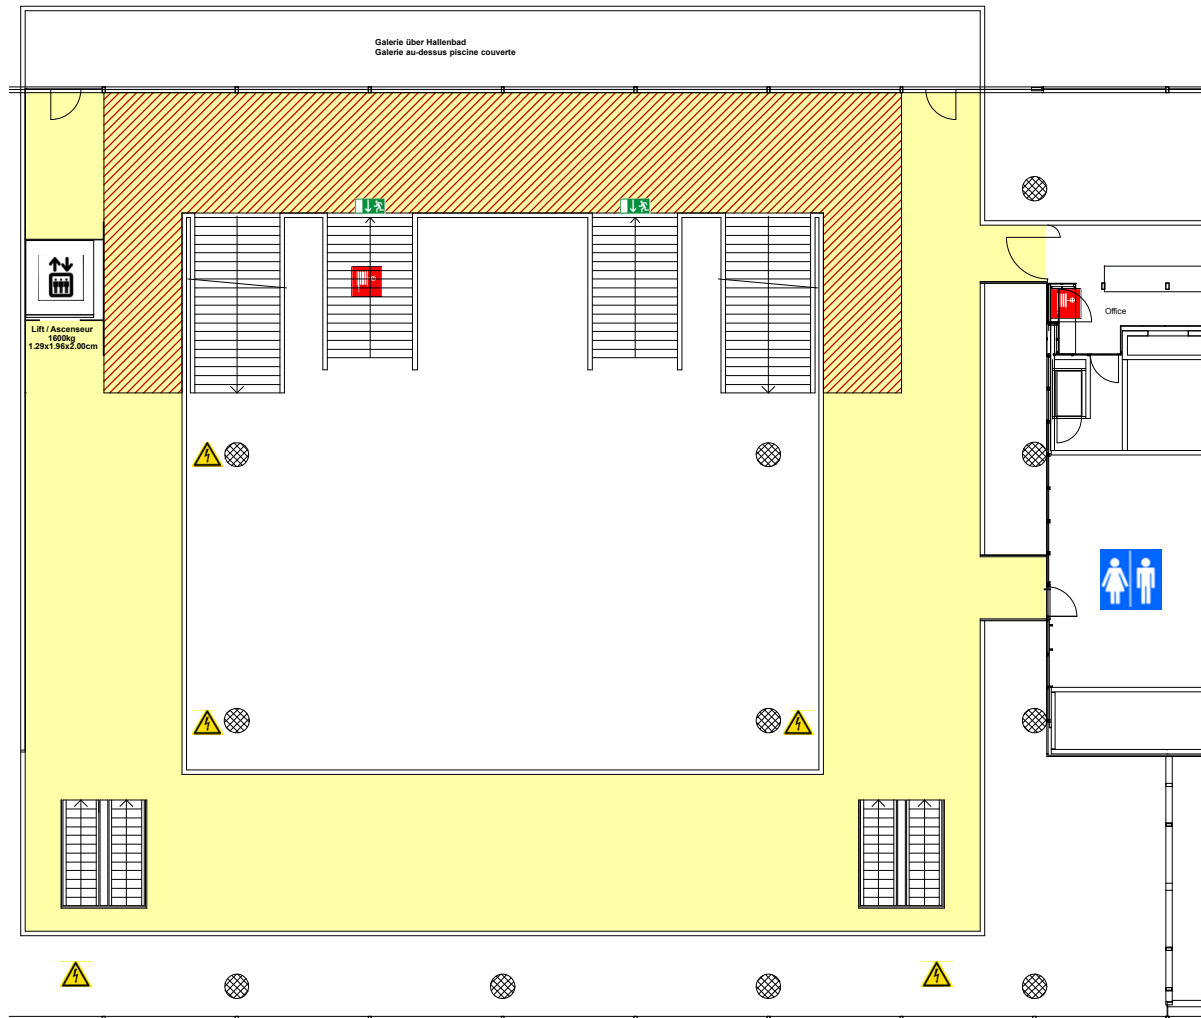 Galerie über Hallenbad
Galerie au-dessus piscine couverte
Lift / Ascenseur
1600kg
1.29x1.96x2.00cm
Office